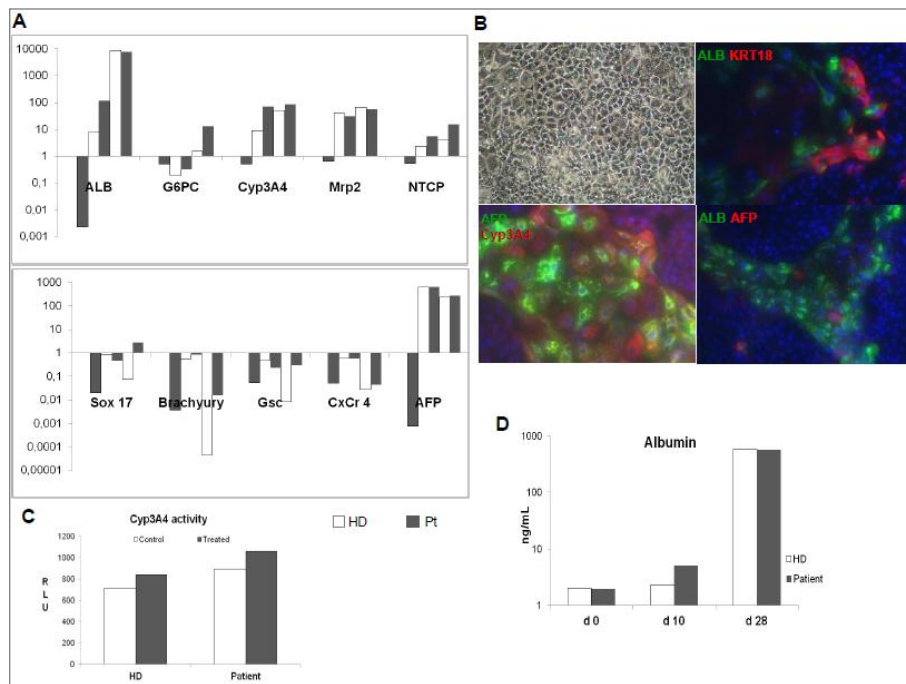 A
10000
1000
100
10
1
0,1
0,01
0,001
ALB G6PC Cyp3A4 Mrp2 NTCP
1000
100
10
1
0,1
0,01
0,001
0,0001
0,00001
Sox 17 Brachyury Gsc CxCr 4 AFP
B
ALB KRT18
AFP
Cyp3A4
ALB AFP
C
Cyp3A4 activity
Control Treated
HD Pt
RLU
1200
1000
800
600
400
200
0
HD Patient
D
Albumin
ng/mL
1000
100
10
1
HD
Patient
d 0 d 10 d 28